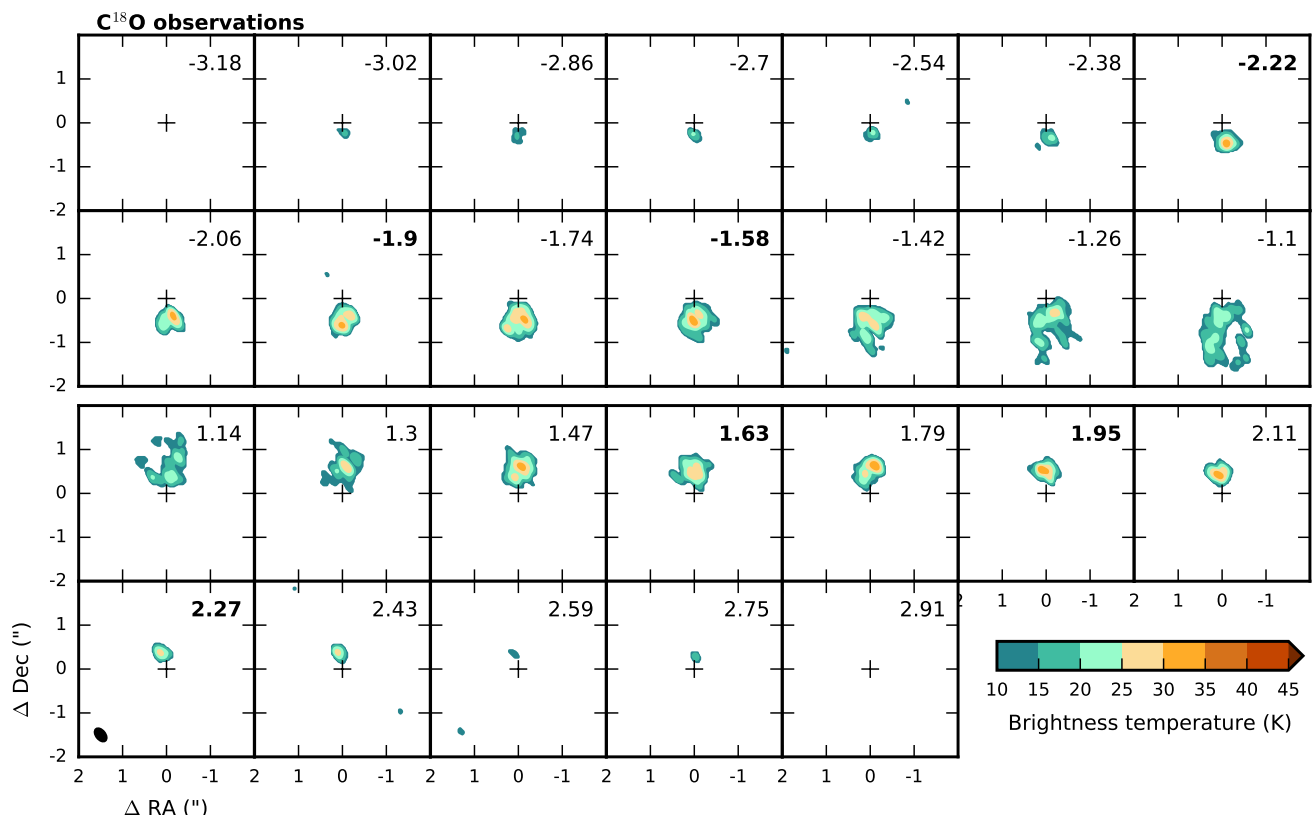 C¹⁸O observations
1 -3.18 -3.02 -2.86 -2.7 -2.54 -2.38 -2.22
0
-1
-2
1 -2.06 -1.9 -1.74 -1.58 -1.42 -1.26 -1.1
0
-1
-2
1 1.14 1.3 1.47 1.63 1.79 1.95 2.11
0
-1
-2
2 1 0 -1 2 1 0 -1
1 2.27 2.43 2.59 2.75 2.91
0
-1
-2
2 1 0 -1 2 1 0 -1 2 1 0 -1 2 1 0 -1 2 1 0 -1
Δ Dec (")
Δ RA (")
10 15 20 25 30 35 40 45
Brightness temperature (K)